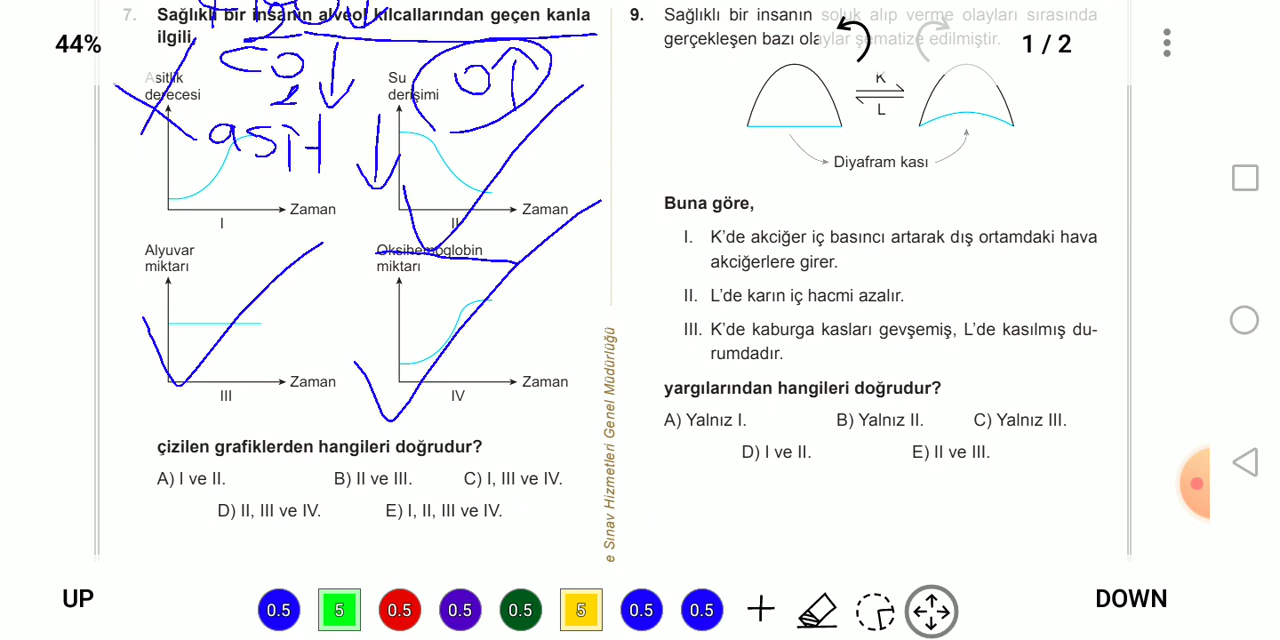 7. Sağlıklı bir insanın alveol kılcallarından geçen kanla
ilgili,
44%
CO
2
O
asit
Asitlik
derecesi
Zaman
I
Su
derişimi
Zaman
II
Alyuvar
miktarı
Zaman
III
Oksihemoglobin
miktarı
Zaman
IV
çizilen grafiklerden hangileri doğrudur?
A) I ve II. B) II ve III. C) I, III ve IV.
D) II, III ve IV. E) I, II, III ve IV.
e Sınav Hizmetleri Genel Müdürlüğü
9. Sağlıklı bir insanın soluk alıp verme olayları sırasında
gerçekleşen bazı olaylar şematize edilmiştir.
1 / 2
K
L
Diyafram kası
Buna göre,
I. K’de akciğer iç basıncı artarak dış ortamdaki hava
akciğerlere girer.
II. L’de karın iç hacmi azalır.
III. K’de kaburga kasları gevşemiş, L’de kasılmış du-
rumdadır.
yargılarından hangileri doğrudur?
A) Yalnız I. B) Yalnız II. C) Yalnız III.
D) I ve II. E) II ve III.
UP
0.5 5 0.5 0.5 0.5 5 0.5 0.5
DOWN